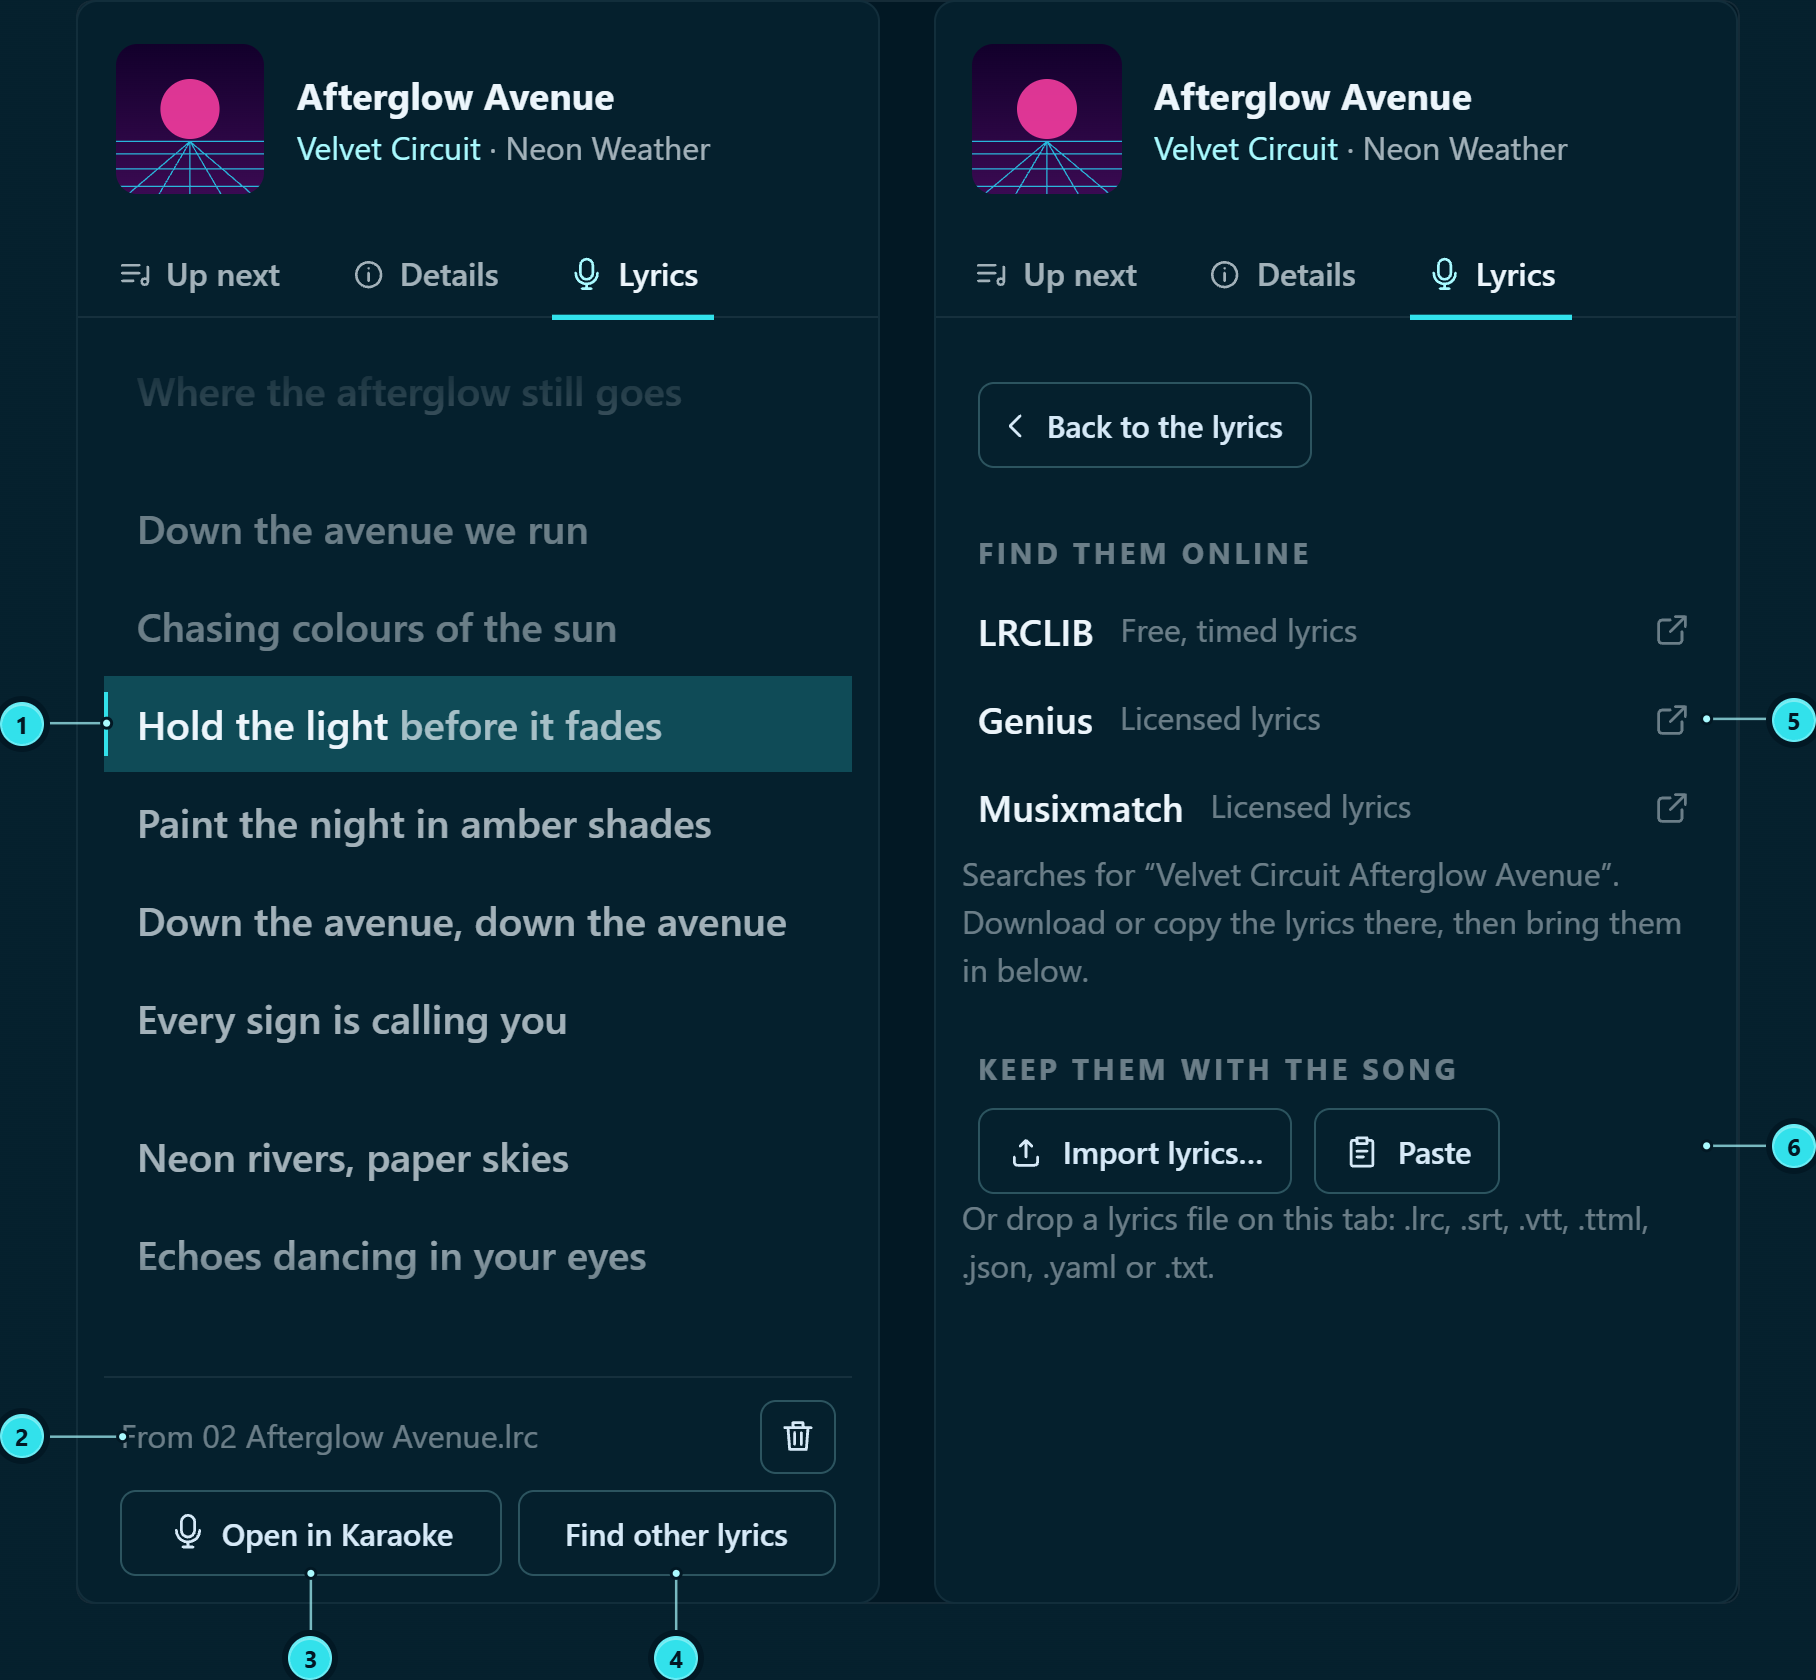 Afterglow Avenue
Velvet Circuit · Neon Weather
Up next
Details
Lyrics
Where the afterglow still goes
Down the avenue we run
Chasing colours of the sun
1
Hold the light before it fades
Paint the night in amber shades
Down the avenue, down the avenue
Every sign is calling you
Neon rivers, paper skies
Echoes dancing in your eyes
2
From 02 Afterglow Avenue.lrc
Open in Karaoke
Find other lyrics
3
4
Afterglow Avenue
Velvet Circuit · Neon Weather
Up next
Details
Lyrics
Back to the lyrics
FIND THEM ONLINE
LRCLIB Free, timed lyrics
Genius Licensed lyrics
5
Musixmatch Licensed lyrics
Searches for “Velvet Circuit Afterglow Avenue”.
Download or copy the lyrics there, then bring them
in below.
KEEP THEM WITH THE SONG
Import lyrics...
Paste
6
Or drop a lyrics file on this tab: .lrc, .srt, .vtt, .ttml,
.json, .yaml or .txt.